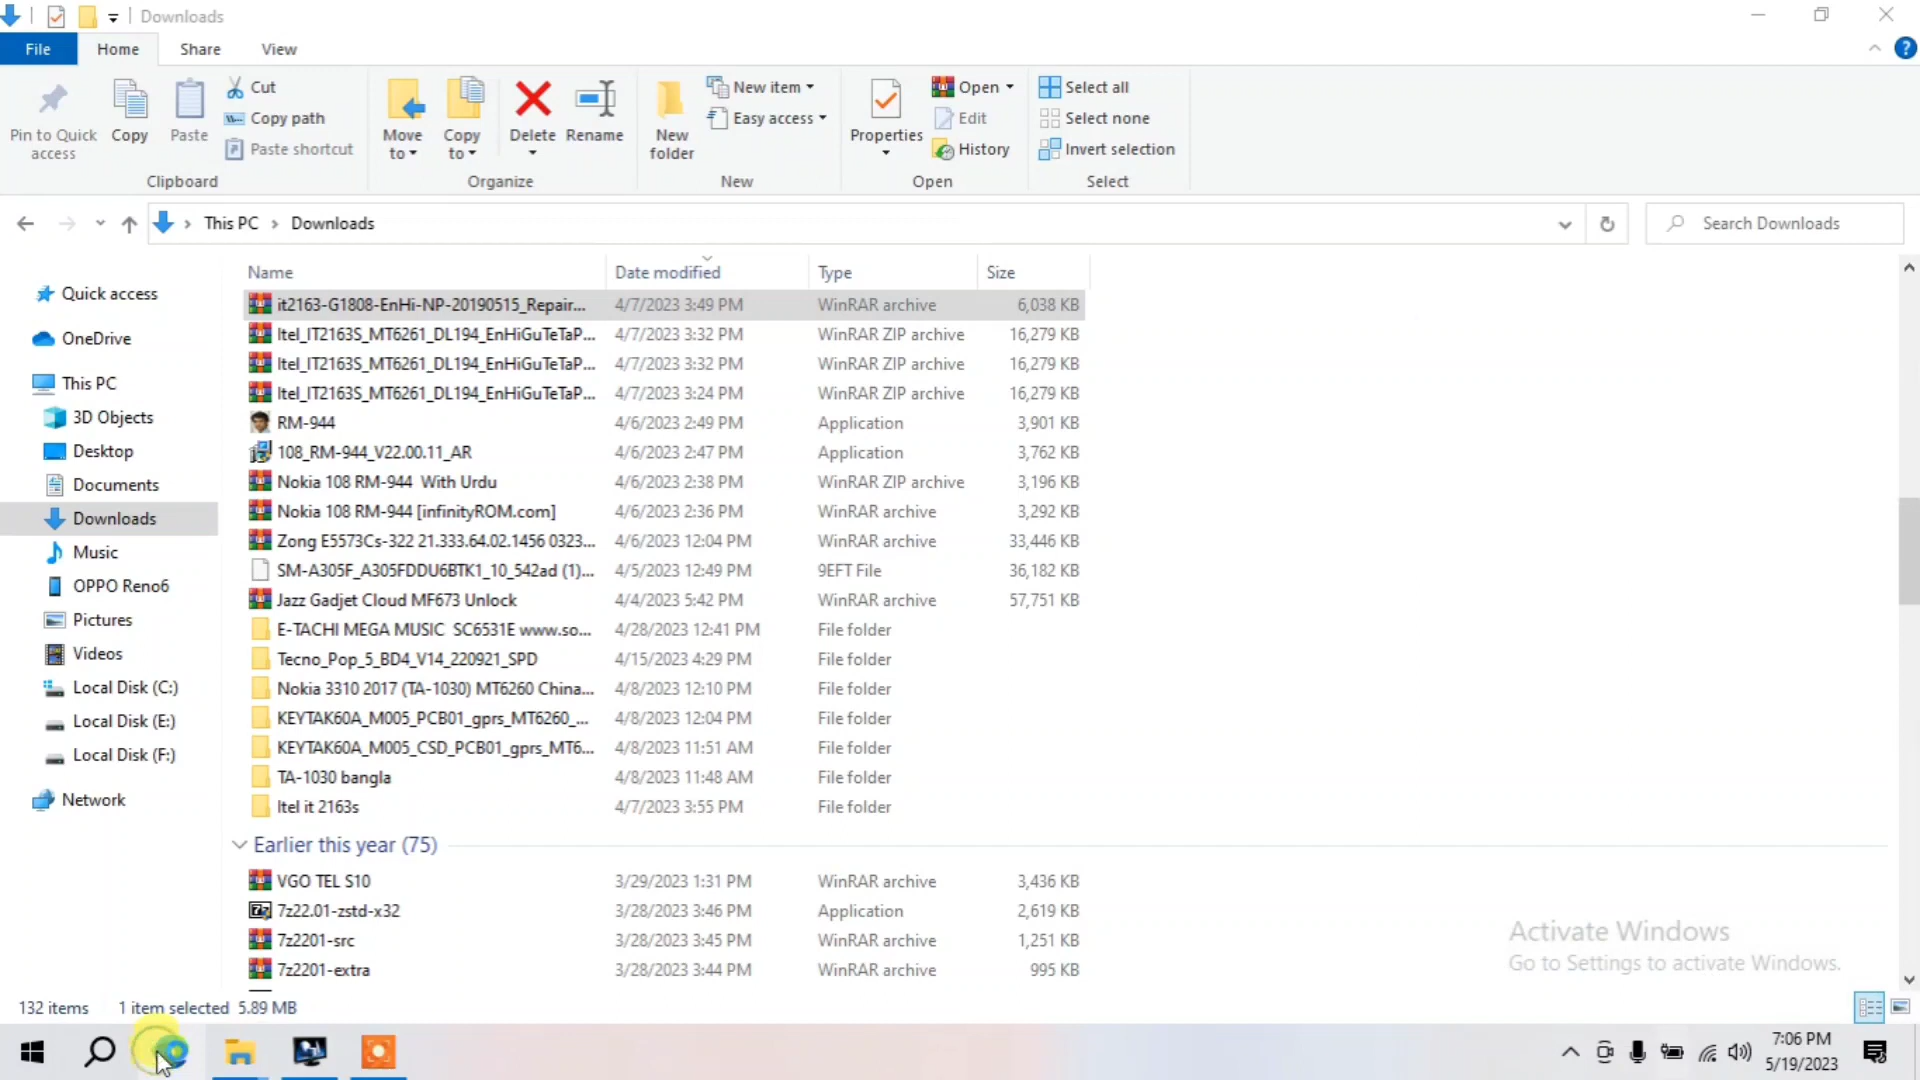 Downloads
File Home Share View
Pin to Quick access
Copy
Paste
Cut
Copy path
Paste shortcut
Clipboard
Move to
Copy to
Delete
Rename
Organize
New folder
New item
Easy access
New
Properties
Open
Edit
History
Open
Select all
Select none
Invert selection
Select
This PC > Downloads
Search Downloads
Quick access
OneDrive
This PC
3D Objects
Desktop
Documents
Downloads
Music
OPPO Reno6
Pictures
Videos
Local Disk (C:)
Local Disk (E:)
Local Disk (F:)
Network
Name Date modified Type Size
it2163-G1808-EnHi-NP-20190515_Repair... 4/7/2023 3:49 PM WinRAR archive 6,038 KB
Itel_IT2163S_MT6261_DL194_EnHiGuTeTaP... 4/7/2023 3:32 PM WinRAR ZIP archive 16,279 KB
Itel_IT2163S_MT6261_DL194_EnHiGuTeTaP... 4/7/2023 3:32 PM WinRAR ZIP archive 16,279 KB
Itel_IT2163S_MT6261_DL194_EnHiGuTeTaP... 4/7/2023 3:24 PM WinRAR ZIP archive 16,279 KB
RM-944 4/6/2023 2:49 PM Application 3,901 KB
108_RM-944_V22.00.11_AR 4/6/2023 2:47 PM Application 3,762 KB
Nokia 108 RM-944 With Urdu 4/6/2023 2:38 PM WinRAR ZIP archive 3,196 KB
Nokia 108 RM-944 [infinityROM.com] 4/6/2023 2:36 PM WinRAR archive 3,292 KB
Zong E5573Cs-322 21.333.64.02.1456 0323... 4/6/2023 12:04 PM WinRAR archive 33,446 KB
SM-A305F_A305FDDU6BTK1_10_542ad (1)... 4/5/2023 12:49 PM 9EFT File 36,182 KB
Jazz Gadjet Cloud MF673 Unlock 4/4/2023 5:42 PM WinRAR archive 57,751 KB
E-TACHI MEGA MUSIC SC6531E www.so... 4/28/2023 12:41 PM File folder
Tecno_Pop_5_BD4_V14_220921_SPD 4/15/2023 4:29 PM File folder
Nokia 3310 2017 (TA-1030) MT6260 China... 4/8/2023 12:10 PM File folder
KEYTAK60A_M005_PCB01_gprs_MT6260_... 4/8/2023 12:04 PM File folder
KEYTAK60A_M005_CSD_PCB01_gprs_MT6... 4/8/2023 11:51 AM File folder
TA-1030 bangla 4/8/2023 11:48 AM File folder
Itel it 2163s 4/7/2023 3:55 PM File folder
Earlier this year (75)
VGO TEL S10 3/29/2023 1:31 PM WinRAR archive 3,436 KB
7z22.01-zstd-x32 3/28/2023 3:46 PM Application 2,619 KB
7z2201-src 3/28/2023 3:45 PM WinRAR archive 1,251 KB
7z2201-extra 3/28/2023 3:44 PM WinRAR archive 995 KB
Activate Windows
Go to Settings to activate Windows.
132 items 1 item selected 5.89 MB
7:06 PM
5/19/2023